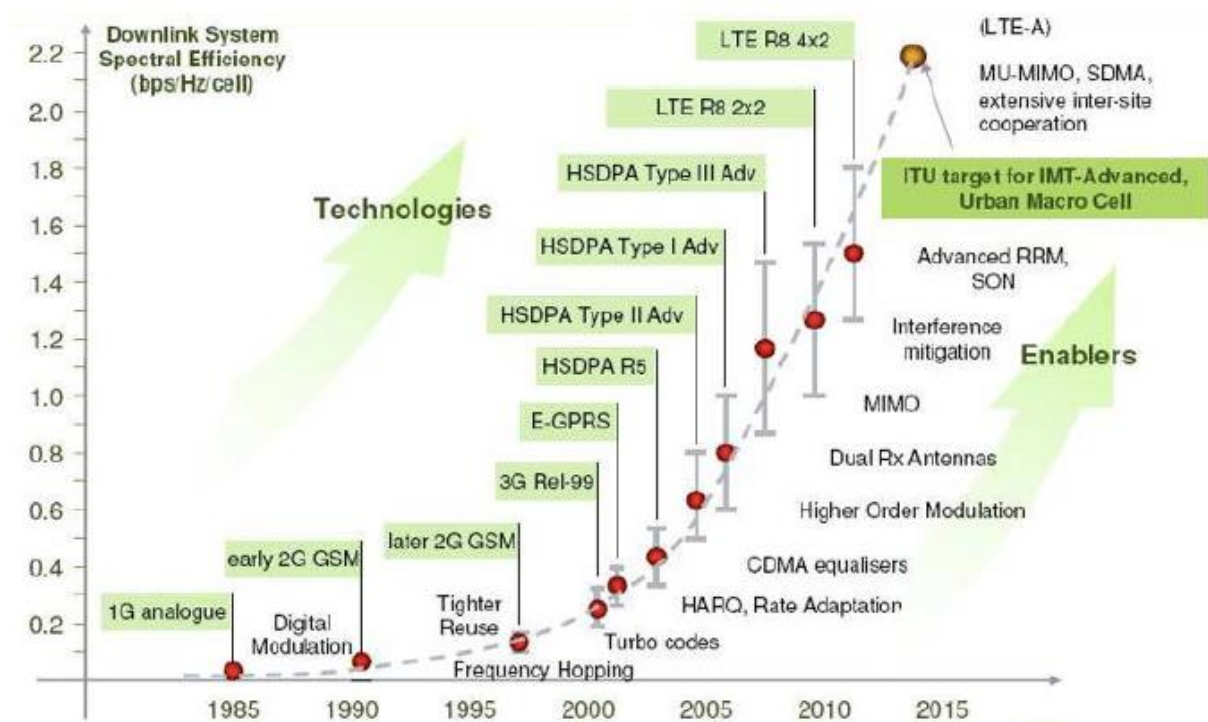 Downlink System
Spectral Efficiency
(bps/Hz/cell)
2.2
2.0
1.8
1.6
1.4
1.2
1.0
0.8
0.6
0.4
0.2
Technologies
1G analogue
early 2G GSM
later 2G GSM
3G Rel-99
E-GPRS
HSDPA R5
HSDPA Type II Adv
HSDPA Type I Adv
HSDPA Type III Adv
LTE R8 2x2
LTE R8 4x2
(LTE-A)
MU-MIMO, SDMA,
extensive inter-site
cooperation
ITU target for IMT-Advanced,
Urban Macro Cell
Advanced RRM,
SON
Interference
mitigation
Enablers
MIMO
Dual Rx Antennas
Higher Order Modulation
CDMA equalisers
HARQ, Rate Adaptation
Turbo codes
Tighter
Reuse
Frequency Hopping
Digital
Modulation
1985
1990
1995
2000
2005
2010
2015